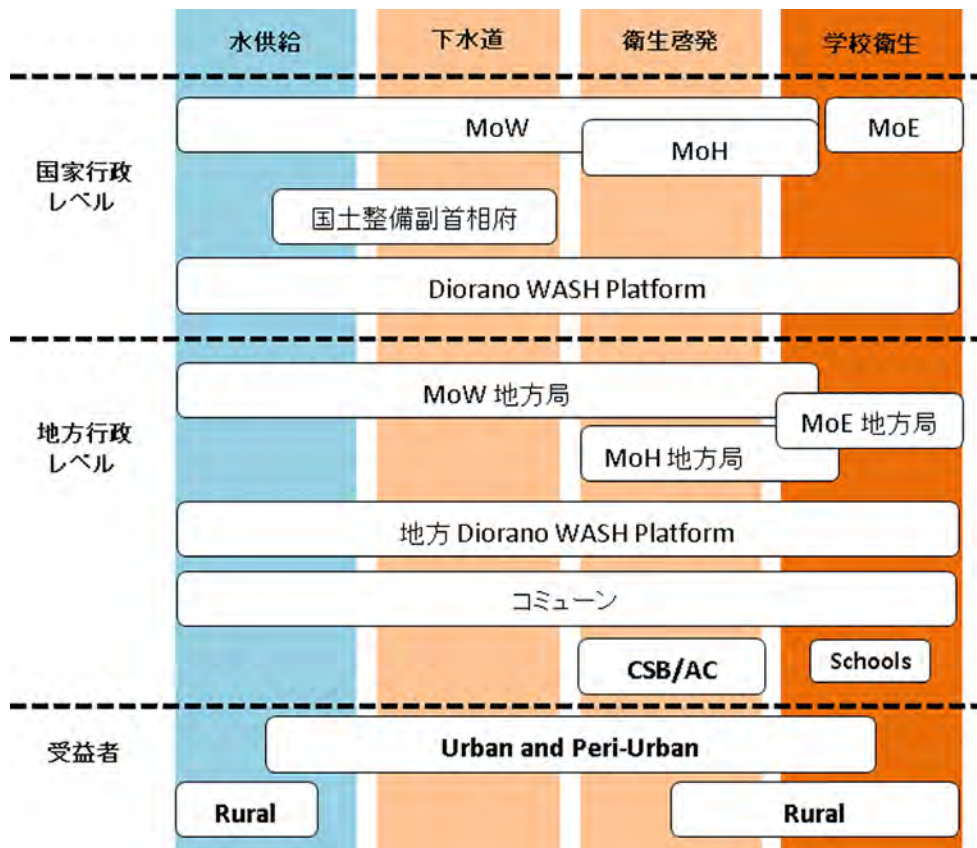 水供給
下水道
衛生啓発
学校衛生
国家行政
レベル
MoW
MoH
MoE
国土整備副首相府
Diorano WASH Platform
地方行政
レベル
MoW 地方局
MoE 地方局
MoH 地方局
地方 Diorano WASH Platform
コミューン
CSB/AC
Schools
受益者
Urban and Peri-Urban
Rural
Rural